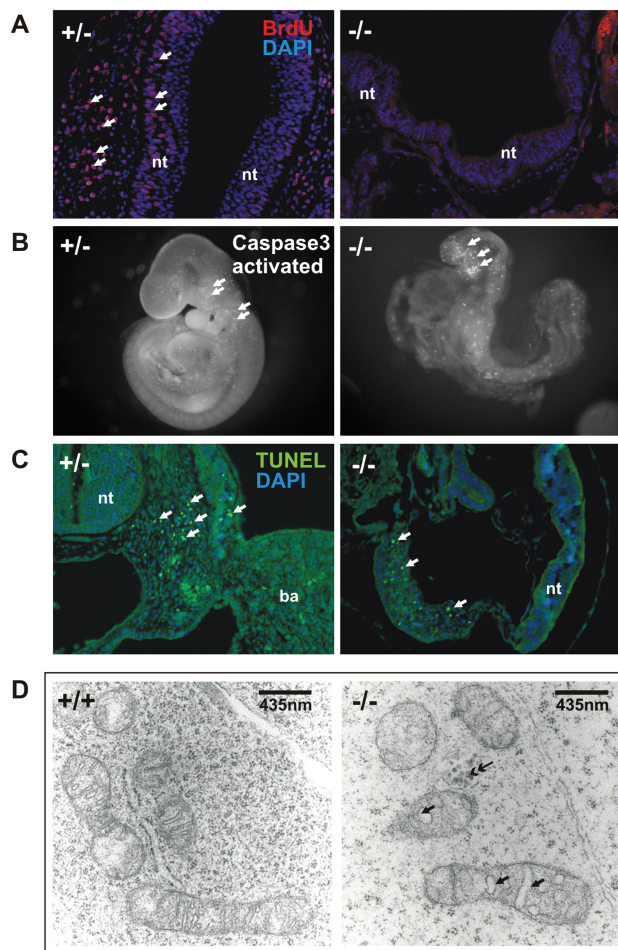 A
+/-
BrdU
DAPI
nt
nt
-/-
nt
nt
B
+/-
Caspase3
activated
-/-
C
+/-
TUNEL
DAPI
nt
ba
-/-
nt
D
+/+
435nm
-/-
435nm